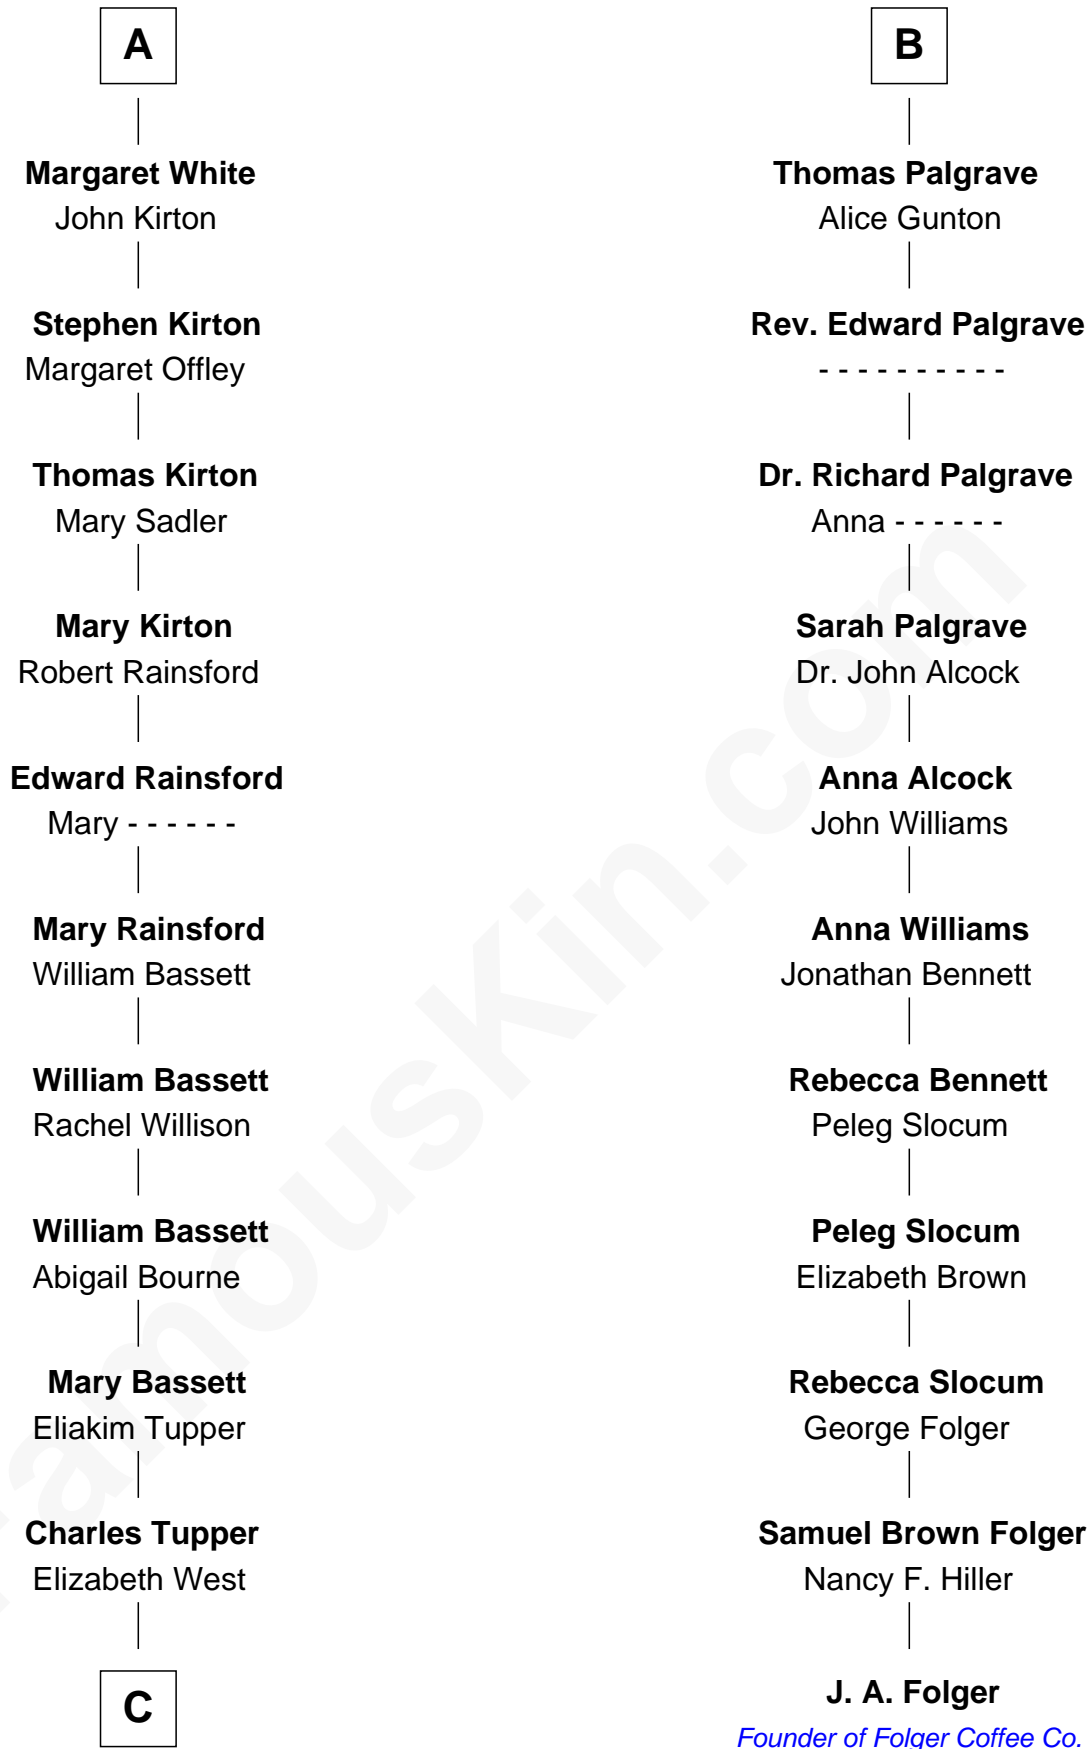 A
Margaret White
John Kirton
Stephen Kirton
Margaret Offley
Thomas Kirton
Mary Sadler
Mary Kirton
Robert Rainsford
Edward Rainsford
Mary - - - - - -
Mary Rainsford
William Bassett
William Bassett
Rachel Willison
William Bassett
Abigail Bourne
Mary Bassett
Eliakim Tupper
Charles Tupper
Elizabeth West
C
B
Thomas Palgrave
Alice Gunton
Rev. Edward Palgrave
- - - - - - - - - -
Dr. Richard Palgrave
Anna - - - - - -
Sarah Palgrave
Dr. John Alcock
Anna Alcock
John Williams
Anna Williams
Jonathan Bennett
Rebecca Bennett
Peleg Slocum
Peleg Slocum
Elizabeth Brown
Rebecca Slocum
George Folger
Samuel Brown Folger
Nancy F. Hiller
J. A. Folger
Founder of Folger Coffee Co.
FamousKin.com